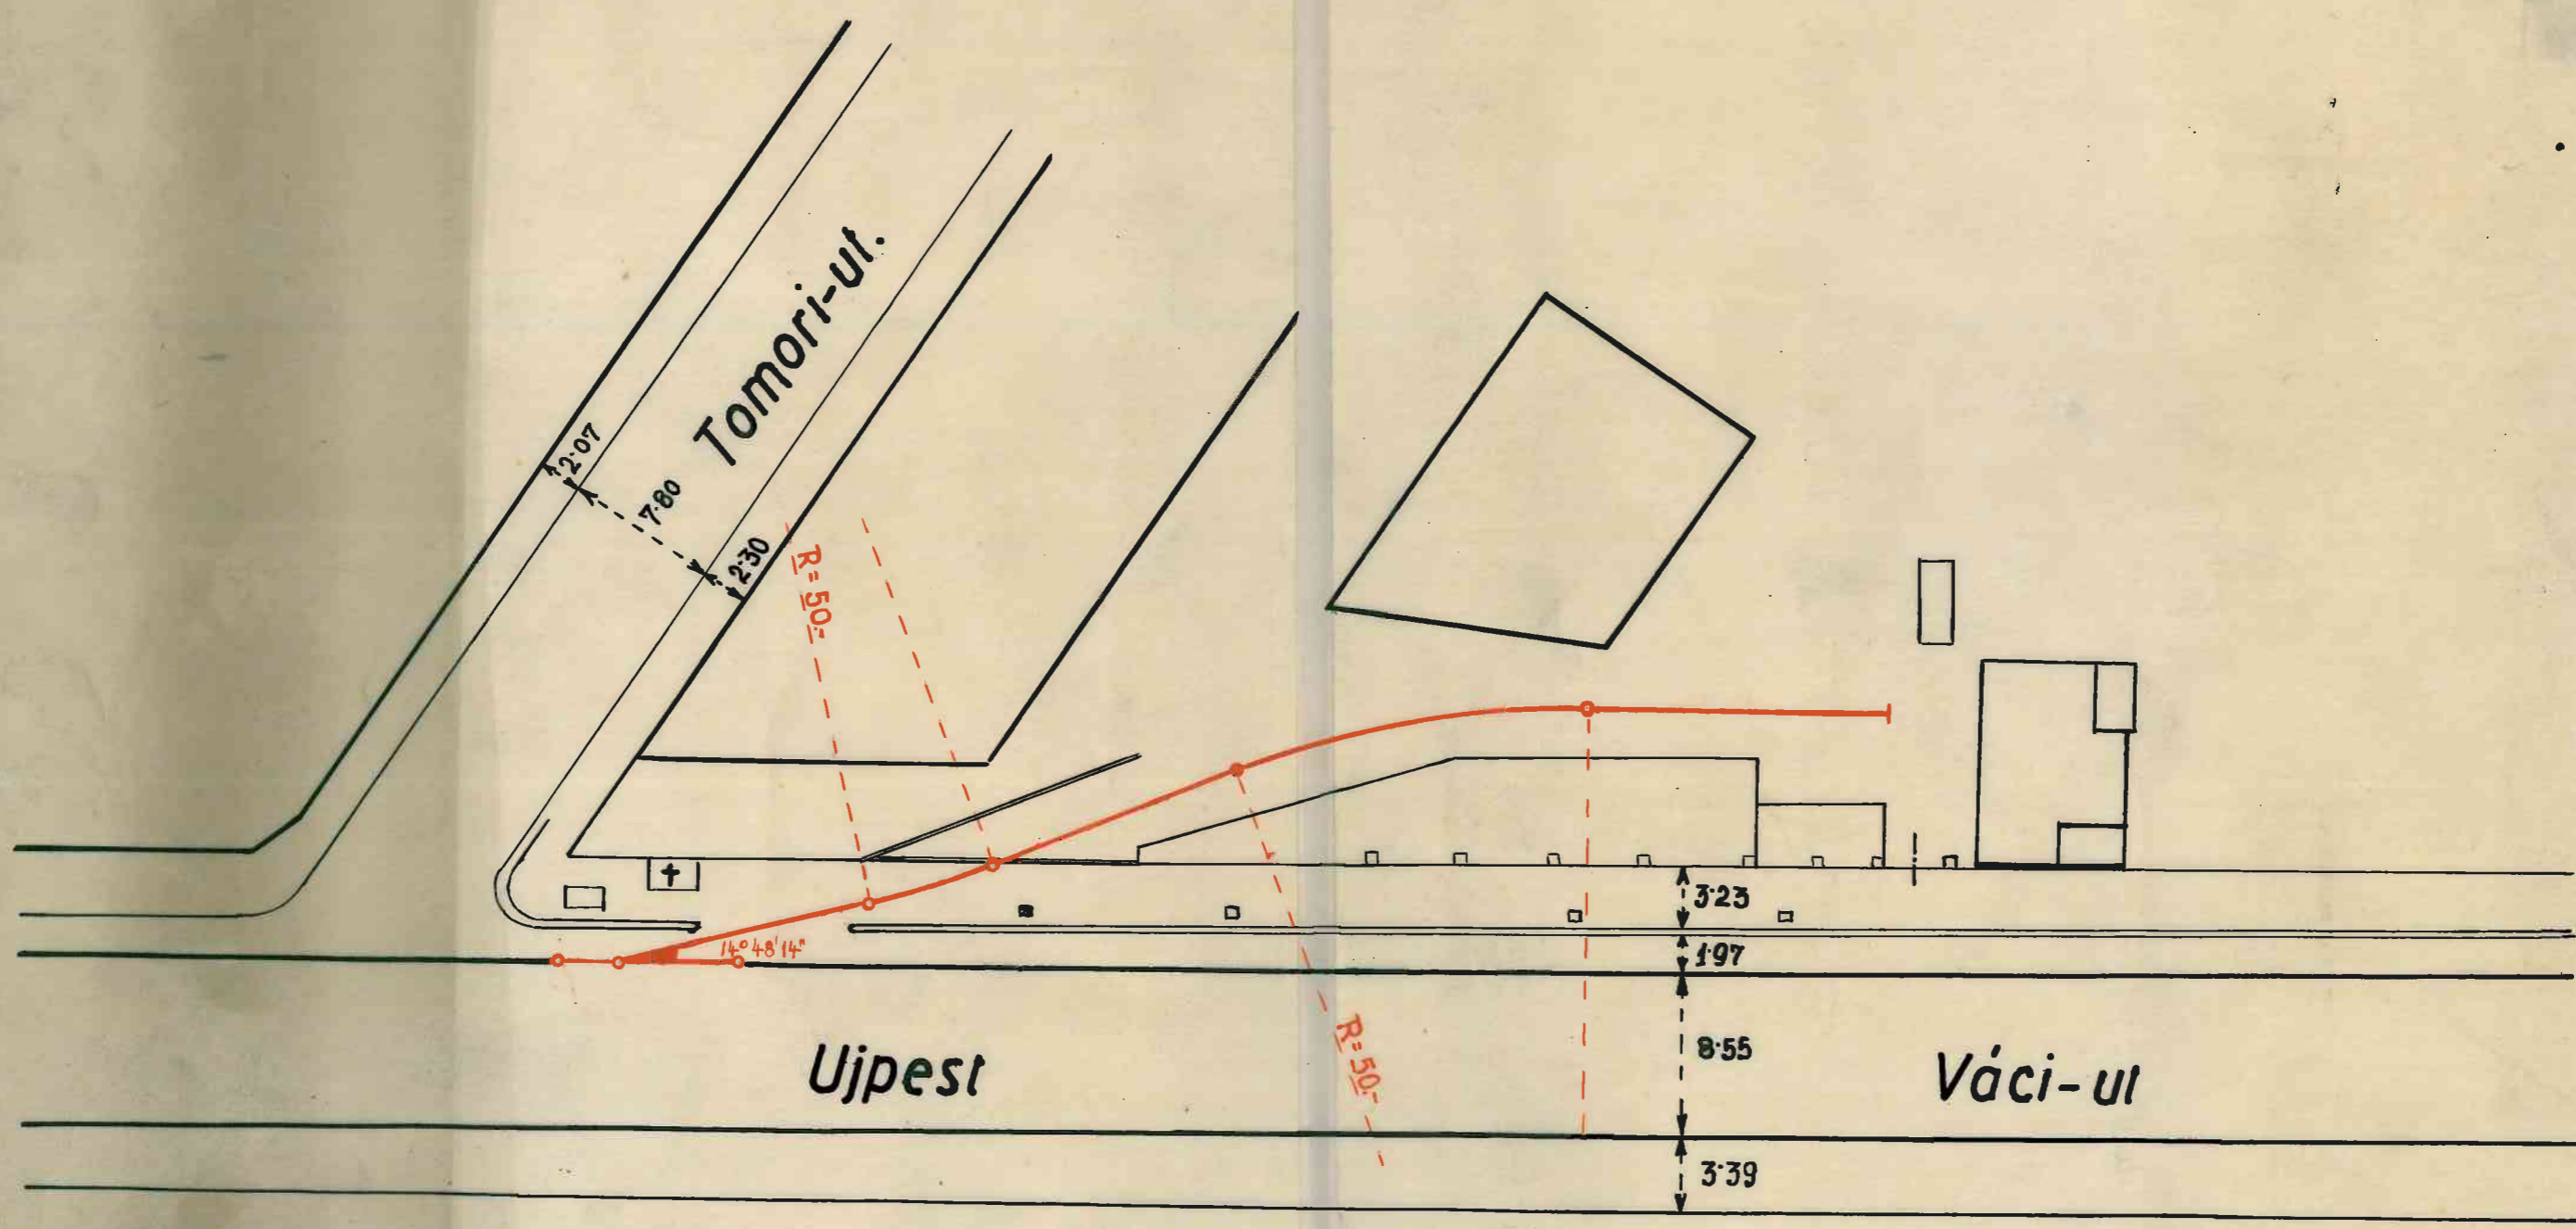 Tomori-ut.
2·07
7·80
2·30
R=50·-
14° 48' 14"
3·23
1·97
8·55
3·39
R=50·-
Ujpest
Váci-ut